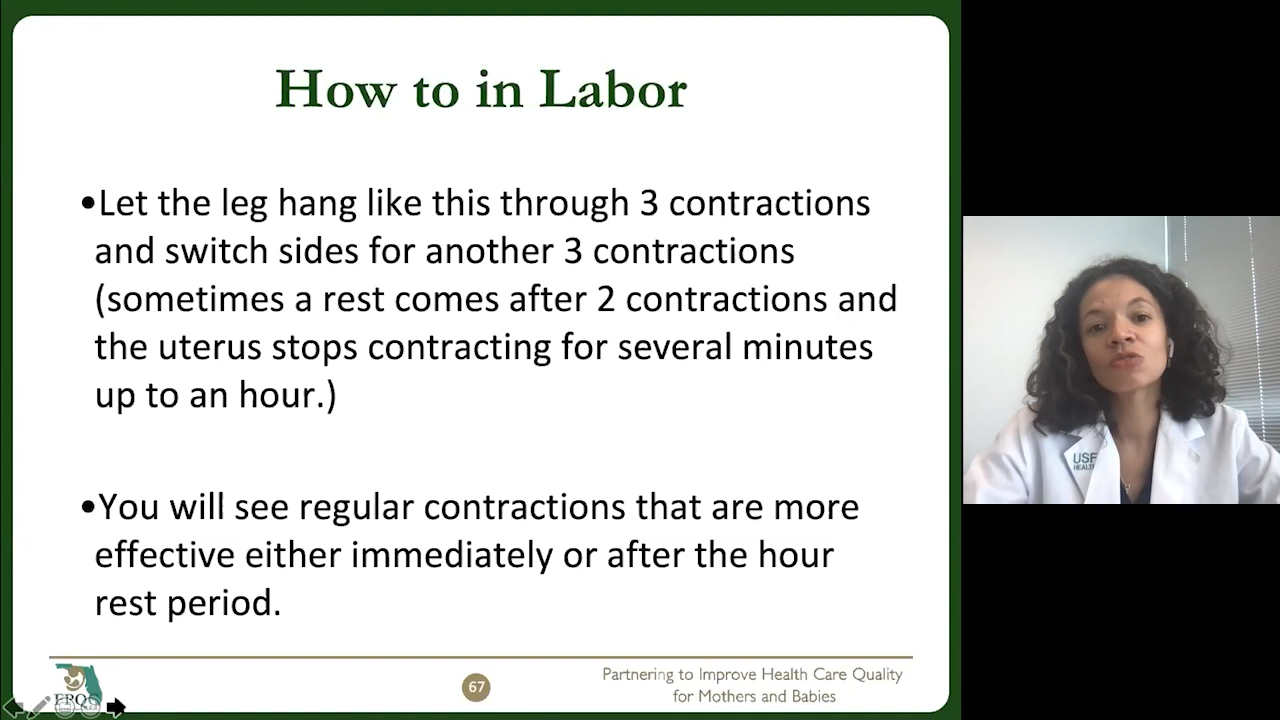 How to in Labor
•Let the leg hang like this through 3 contractions
and switch sides for another 3 contractions
(sometimes a rest comes after 2 contractions and
the uterus stops contracting for several minutes
up to an hour.)
•You will see regular contractions that are more
effective either immediately or after the hour
rest period.
USF
HEALTH
FPQC
67
Partnering to Improve Health Care Quality
for Mothers and Babies